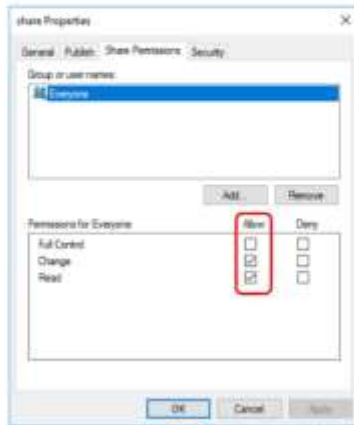 share Properties
General Publish Share Permissions Security
Group or user names:
Everyone
Add... Remove
Permissions for Everyone Allow Deny
Full Control
Change
Read
OK Cancel Apply